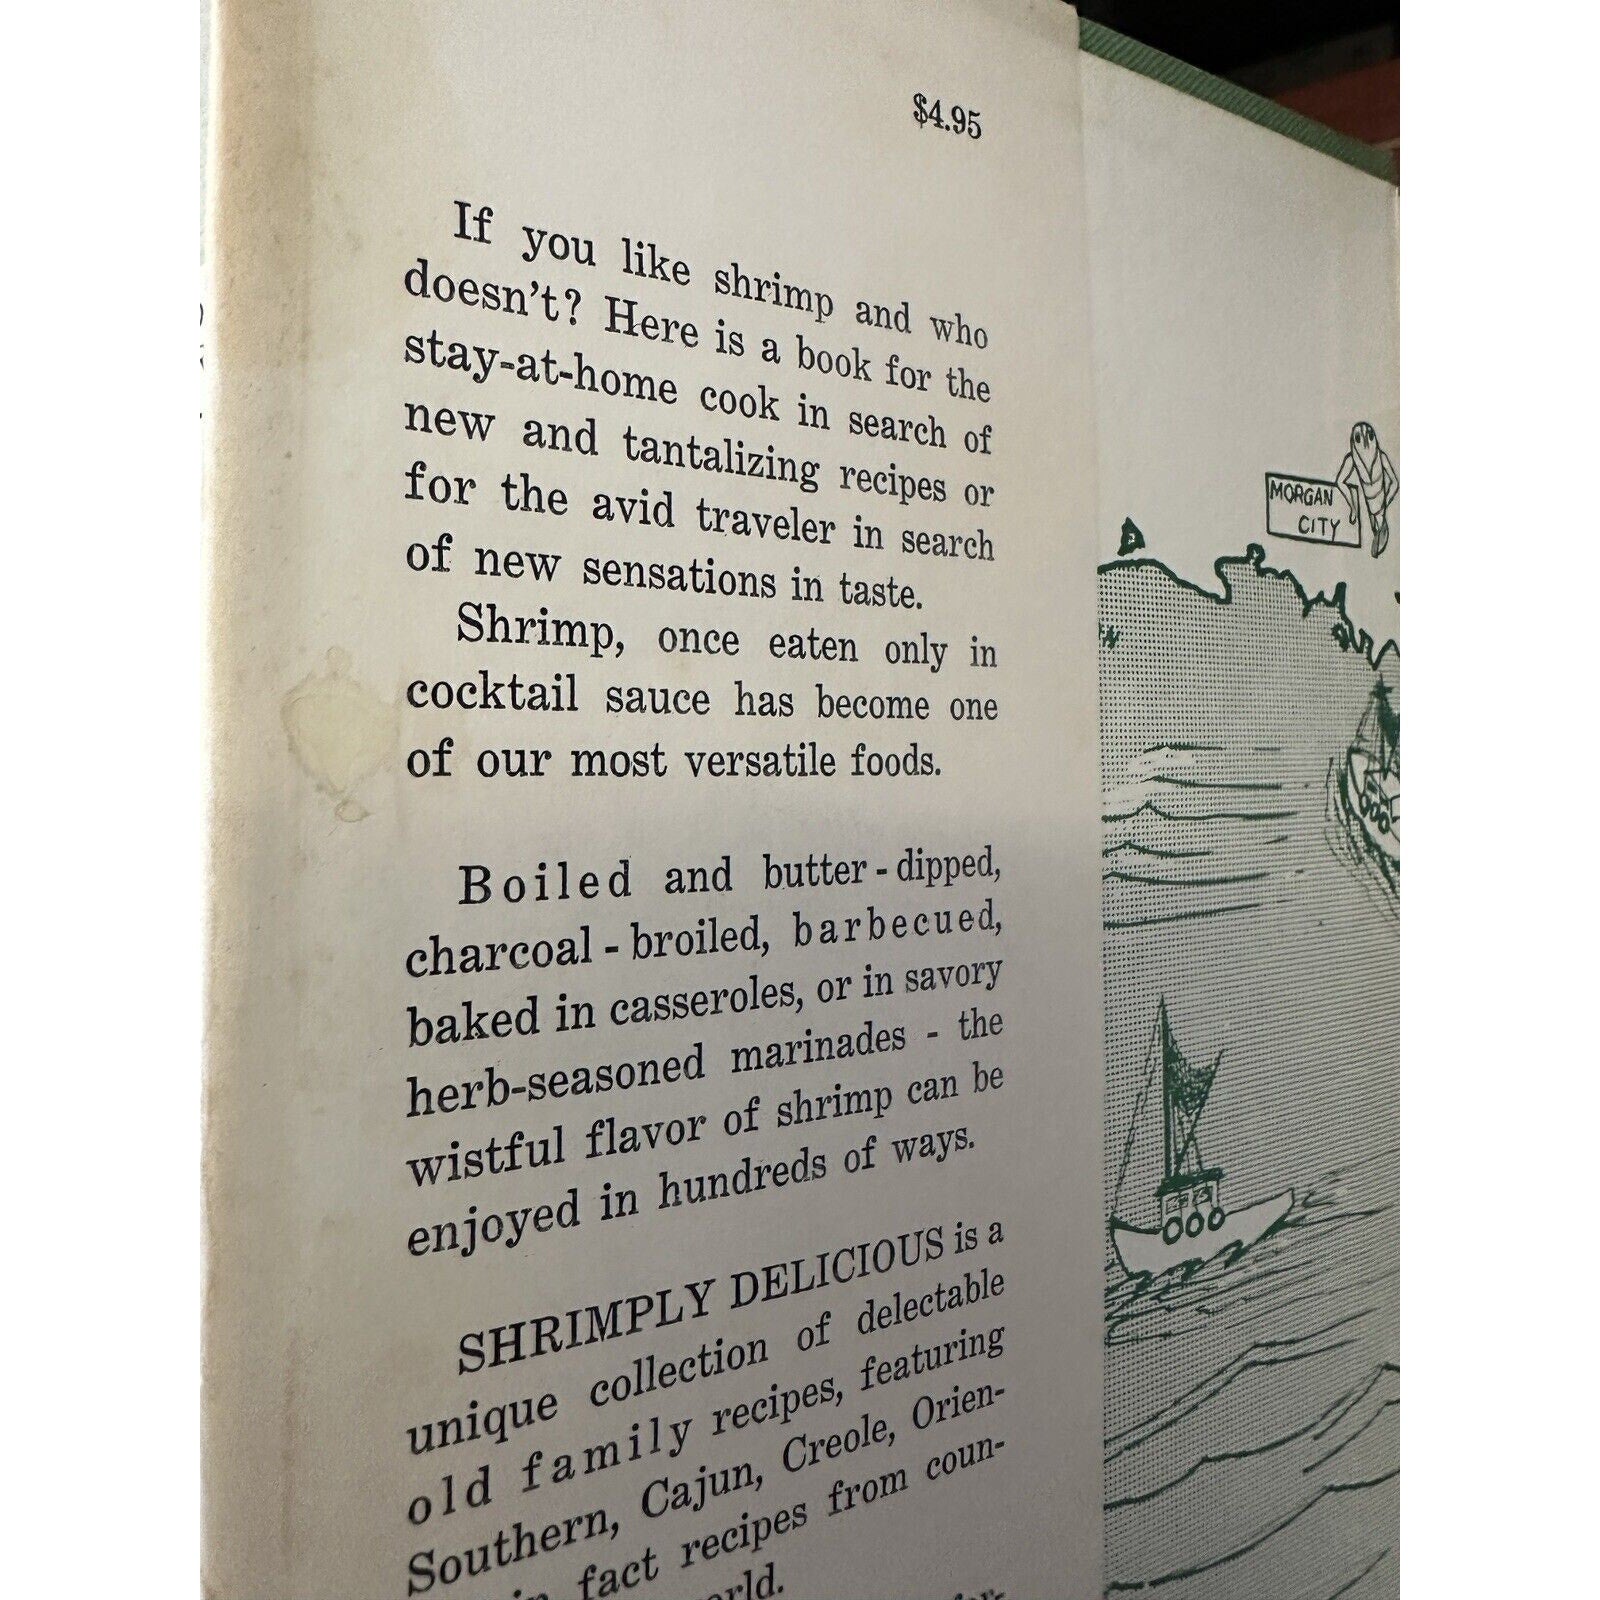 $4.95
If you like shrimp and who
doesn't? Here is a book for the
stay-at-home cook in search of
new and tantalizing recipes or
for the avid traveler in search
of new sensations in taste.
Shrimp, once eaten only in
cocktail sauce has become one
of our most versatile foods.
Boiled and butter - dipped,
charcoal - broiled, barbecued,
baked in casseroles, or in savory
herb-seasoned marinades - the
wistful flavor of shrimp can be
enjoyed in hundreds of ways.
SHRIMPLY DELICIOUS is a
unique collection of delectable
old family recipes, featuring
Southern, Cajun, Creole, Orien-
in fact recipes from coun-
MORGAN
CITY